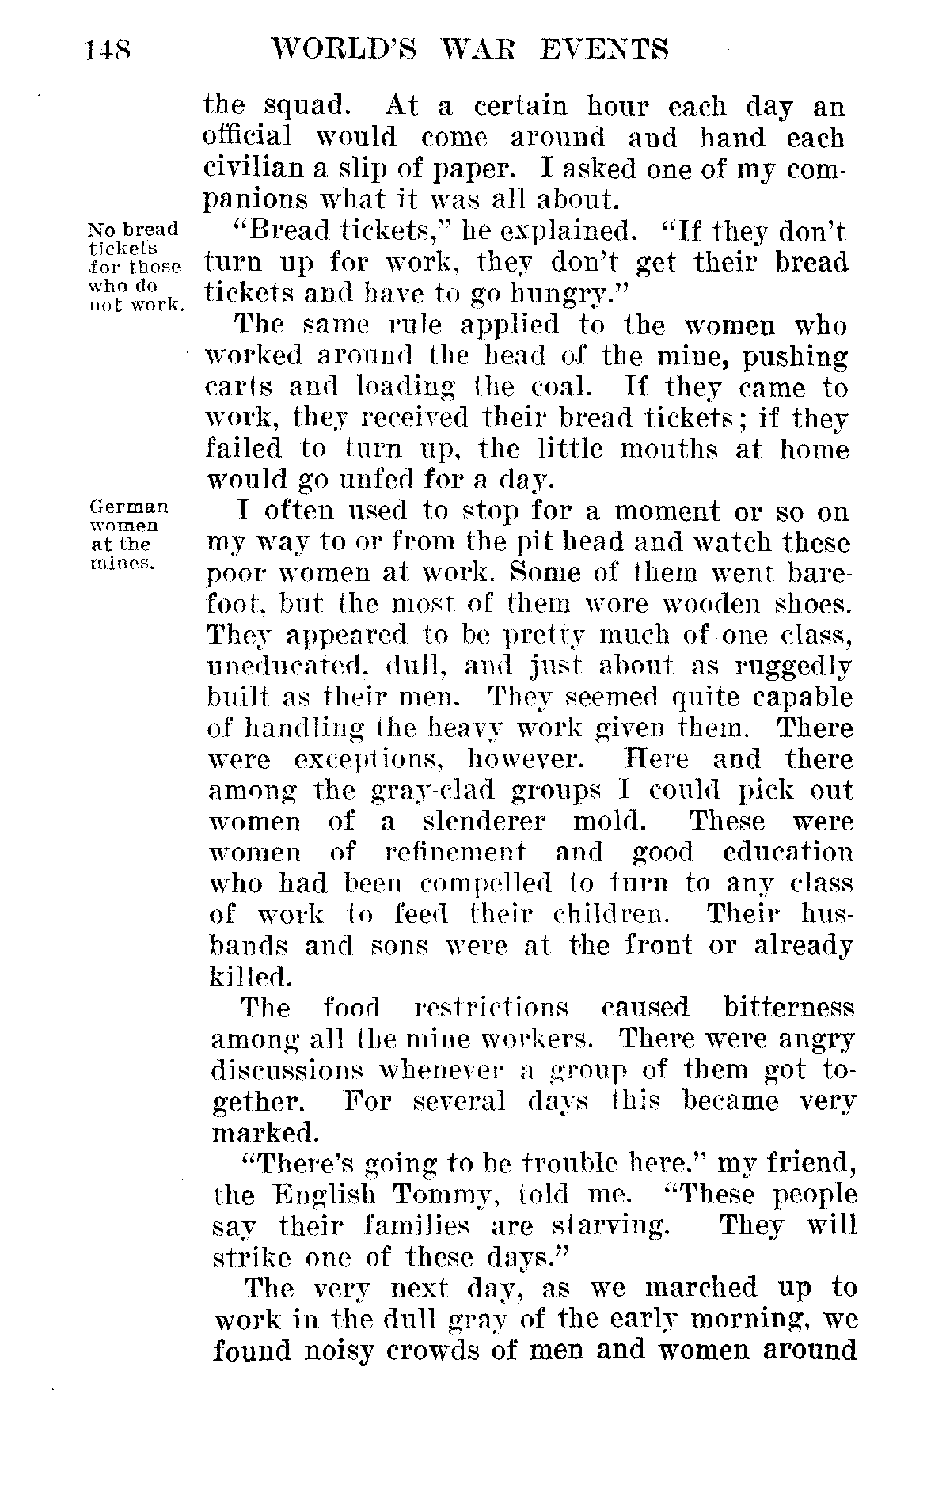 148 WORLD'S WAR EVENTS
the squad. At a certain hour each day an
official would come around and hand each
civilian a slip of paper. I asked one of my com-
panions what it was all about.
No bread
tickets
for those
who do
not work.
"Bread tickets," he explained. "If they don't
turn up for work, they don't get their bread
tickets and have to go hungry."
The same rule applied to the women who
worked around the head of the mine, pushing
carts and loading the coal. If they came to
work, they received their bread tickets; if they
failed to turn up, the little mouths at home
would go unfed for a day.
German
women
at the
mines.
I often used to stop for a moment or so on
my way to or from the pit head and watch these
poor women at work. Some of them went bare-
foot, but the most of them wore wooden shoes.
They appeared to be pretty much of one class,
uneducated, dull, and just about as ruggedly
built as their men. They seemed quite capable
of handling the heavy work given them. There
were exceptions, however. Here and there
among the gray-clad groups I could pick out
women of a slenderer mold. These were
women of refinement and good education
who had been compelled to turn to any class
of work to feed their children. Their hus-
bands and sons were at the front or already
killed.
The food restrictions caused bitterness
among all the mine workers. There were angry
discussions whenever a group of them got to-
gether. For several days this became very
marked.
"There's going to be trouble here." my friend,
the English Tommy, told me. "These people
say their families are starving. They will
strike one of these days."
The very next day, as we marched up to
work in the dull gray of the early morning, we
found noisy crowds of men and women around